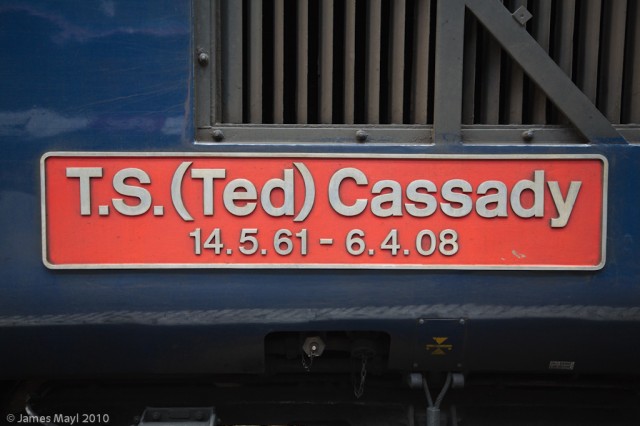 T.S. (Ted) Cassady
14.5.61 - 6.4.08
© James Mayl 2010